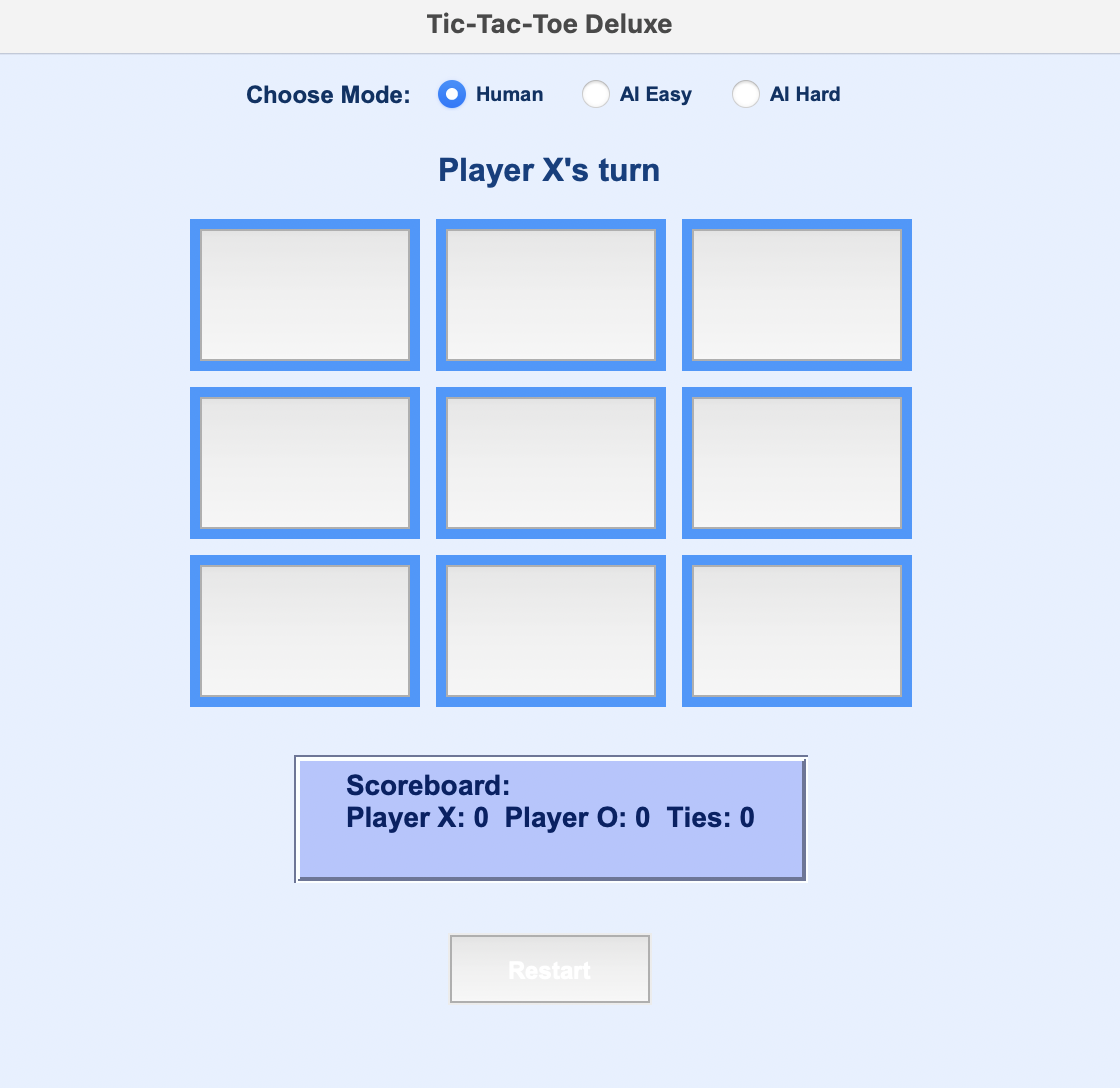 Tic-Tac-Toe Deluxe
Choose Mode: Human AI Easy AI Hard
Player X's turn
Scoreboard:
Player X: 0 Player O: 0 Ties: 0
Restart